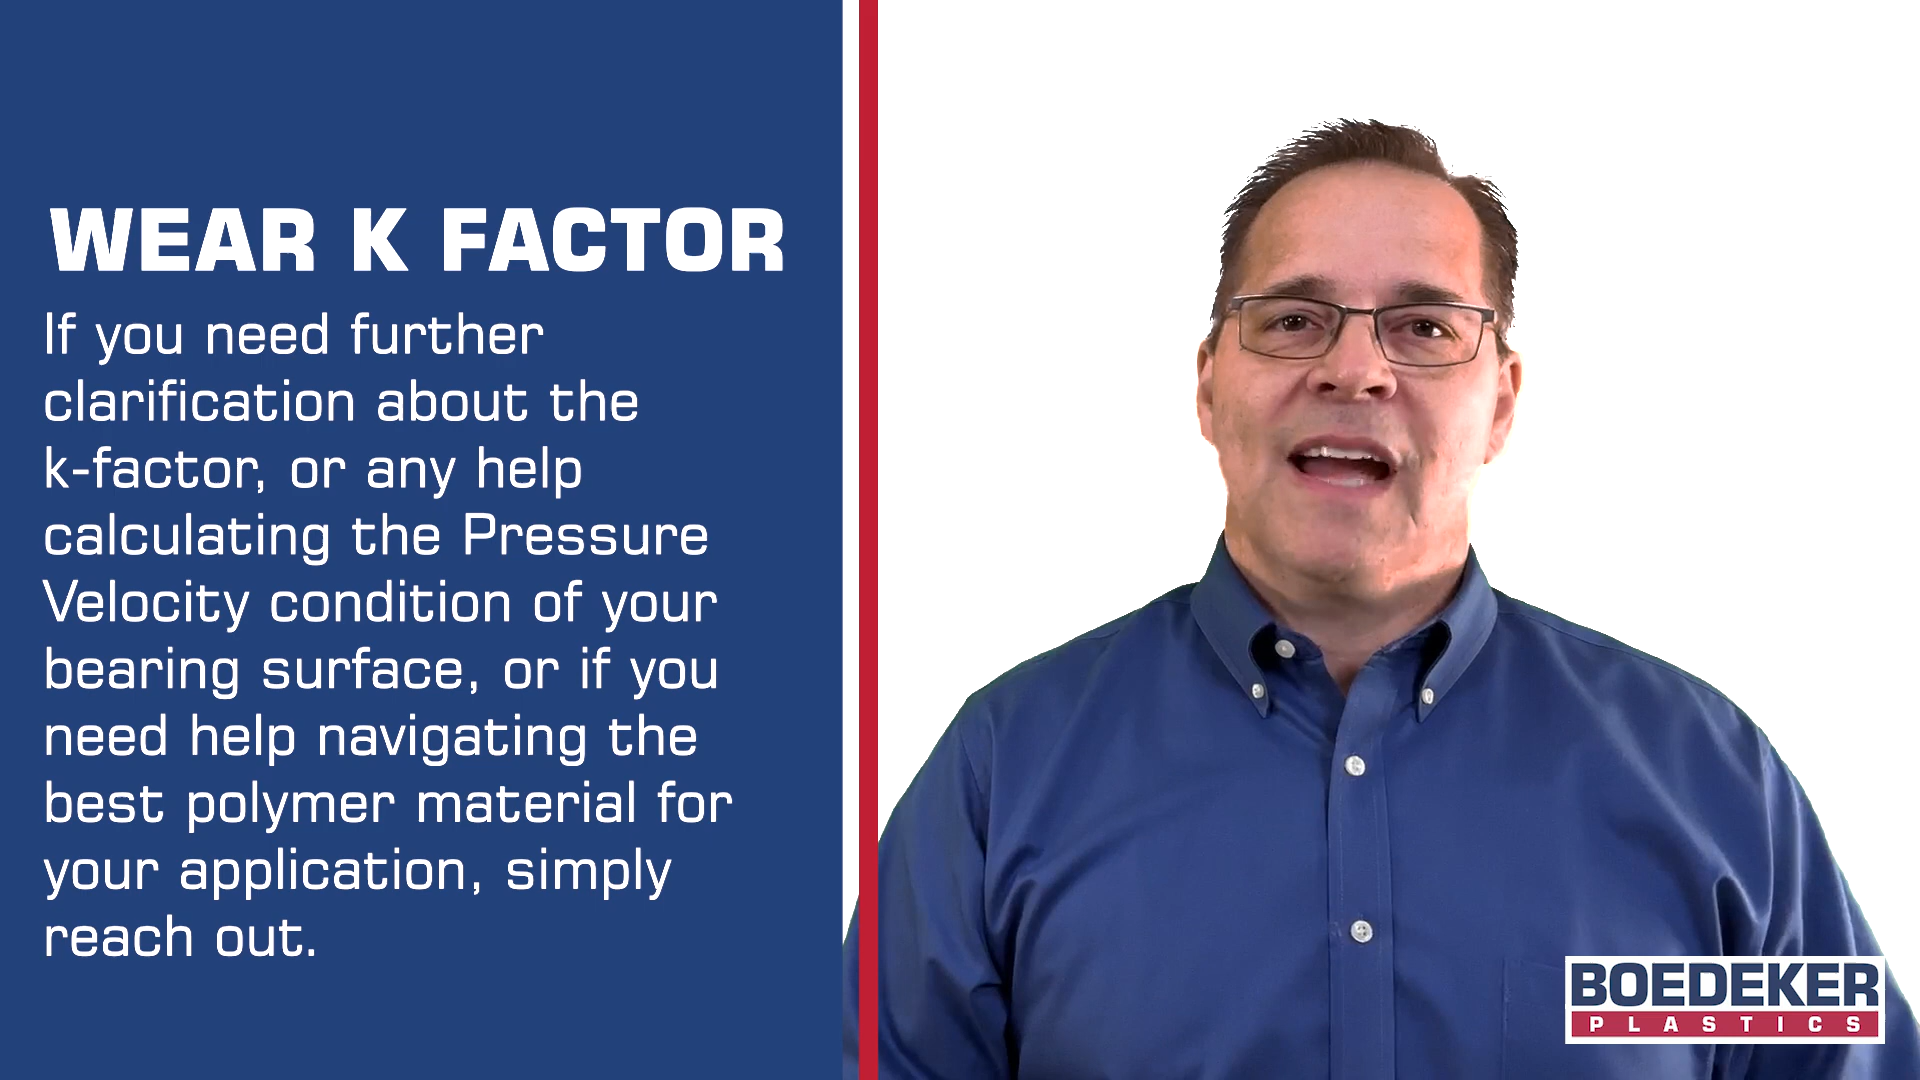 WEAR K FACTOR
If you need further
clarification about the
k-factor, or any help
calculating the Pressure
Velocity condition of your
bearing surface, or if you
need help navigating the
best polymer material for
your application, simply
reach out.
BOEDEKER
PLASTICS